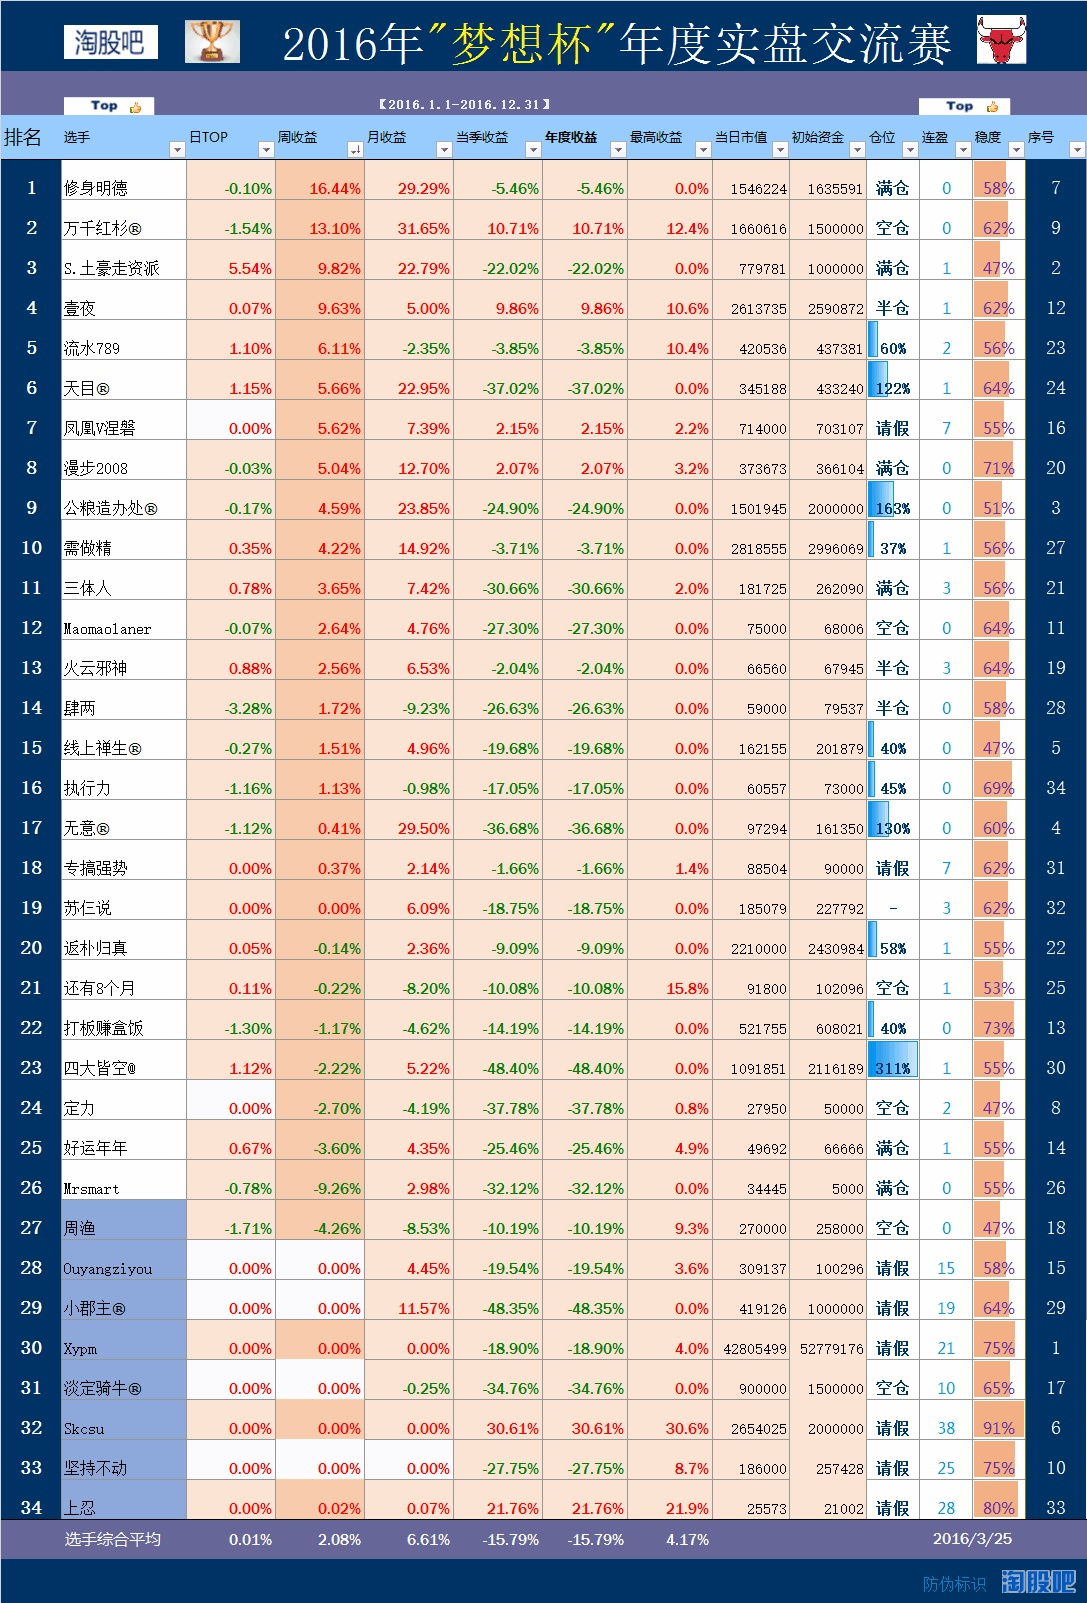 淘股吧 2016年"梦想杯"年度实盘交流赛
Top 【2016.1.1-2016.12.31】 Top
排名 选手 日TOP 周收益 月收益 当季收益 年度收益 最高收益 当日市值 初始资金 仓位 连盈 稳度 序号
1 修身明德 -0.10% 16.44% 29.29% -5.46% -5.46% 0.0% 1546224 1635591 满仓 0 58% 7
2 万千红杉® -1.54% 13.10% 31.65% 10.71% 10.71% 12.4% 1660616 1500000 空仓 0 62% 9
3 S.土豪走资派 5.54% 9.82% 22.79% -22.02% -22.02% 0.0% 779781 1000000 满仓 1 47% 2
4 壹夜 0.07% 9.63% 5.00% 9.86% 9.86% 10.6% 2613735 2590872 半仓 1 62% 12
5 流水789 1.10% 6.11% -2.35% -3.85% -3.85% 10.4% 420536 437381 60% 2 56% 23
6 天目® 1.15% 5.66% 22.95% -37.02% -37.02% 0.0% 345188 433240 122% 1 64% 24
7 凤凰V涅磐 0.00% 5.62% 7.39% 2.15% 2.15% 2.2% 714000 703107 请假 7 55% 16
8 漫步2008 -0.03% 5.04% 12.70% 2.07% 2.07% 3.2% 373673 366104 满仓 0 71% 20
9 公粮造办处® -0.17% 4.59% 23.85% -24.90% -24.90% 0.0% 1501945 2000000 163% 0 51% 3
10 需做精 0.35% 4.22% 14.92% -3.71% -3.71% 0.0% 2818555 2996069 37% 1 56% 27
11 三体人 0.78% 3.65% 7.42% -30.66% -30.66% 2.0% 181725 262090 满仓 3 56% 21
12 Maomaolaner -0.07% 2.64% 4.76% -27.30% -27.30% 0.0% 75000 68006 空仓 0 64% 11
13 火云邪神 0.88% 2.56% 6.53% -2.04% -2.04% 0.0% 66560 67945 半仓 3 64% 19
14 肆两 -3.28% 1.72% -9.23% -26.63% -26.63% 0.0% 59000 79537 半仓 0 58% 28
15 线上禅生® -0.27% 1.51% 4.96% -19.68% -19.68% 0.0% 162155 201879 40% 0 47% 5
16 执行力 -1.16% 1.13% -0.98% -17.05% -17.05% 0.0% 60557 73000 45% 0 69% 34
17 无意® -1.12% 0.41% 29.50% -36.68% -36.68% 0.0% 97294 161350 130% 0 60% 4
18 专搞强势 0.00% 0.37% 2.14% -1.66% -1.66% 1.4% 88504 90000 请假 7 62% 31
19 苏仨说 0.00% 0.00% 6.09% -18.75% -18.75% 0.0% 185079 227792 - 3 62% 32
20 返朴归真 0.05% -0.14% 2.36% -9.09% -9.09% 0.0% 2210000 2430984 58% 1 55% 22
21 还有8个月 0.11% -0.22% -8.20% -10.08% -10.08% 15.8% 91800 102096 空仓 1 53% 25
22 打板赚盒饭 -1.30% -1.17% -4.62% -14.19% -14.19% 0.0% 521755 608021 40% 0 73% 13
23 四大皆空@ 1.12% -2.22% 5.22% -48.40% -48.40% 0.0% 1091851 2116189 311% 1 55% 30
24 定力 0.00% -2.70% -4.19% -37.78% -37.78% 0.8% 27950 50000 空仓 2 47% 8
25 好运年年 0.67% -3.60% 4.35% -25.46% -25.46% 4.9% 49692 66666 满仓 1 55% 14
26 Mrsmart -0.78% -9.26% 2.98% -32.12% -32.12% 0.0% 34445 5000 满仓 0 55% 26
27 周渔 -1.71% -4.26% -8.53% -10.19% -10.19% 9.3% 270000 258000 空仓 0 47% 18
28 Ouyangziyou 0.00% 0.00% 4.45% -19.54% -19.54% 3.6% 309137 100296 请假 15 58% 15
29 小郡主® 0.00% 0.00% 11.57% -48.35% -48.35% 0.0% 419126 1000000 请假 19 64% 29
30 Xypm 0.00% 0.00% 0.00% -18.90% -18.90% 4.0% 42805499 52779176 请假 21 75% 1
31 淡定骑牛® 0.00% 0.00% -0.25% -34.76% -34.76% 0.0% 900000 1500000 空仓 10 65% 17
32 Skcsu 0.00% 0.00% 0.00% 30.61% 30.61% 30.6% 2654025 2000000 请假 38 91% 6
33 坚持不动 0.00% 0.00% 0.00% -27.75% -27.75% 8.7% 186000 257428 请假 25 75% 10
34 上忍 0.00% 0.02% 0.07% 21.76% 21.76% 21.9% 25573 21002 请假 28 80% 33
选手综合平均 0.01% 2.08% 6.61% -15.79% -15.79% 4.17% 2016/3/25
防伪标识 淘股吧